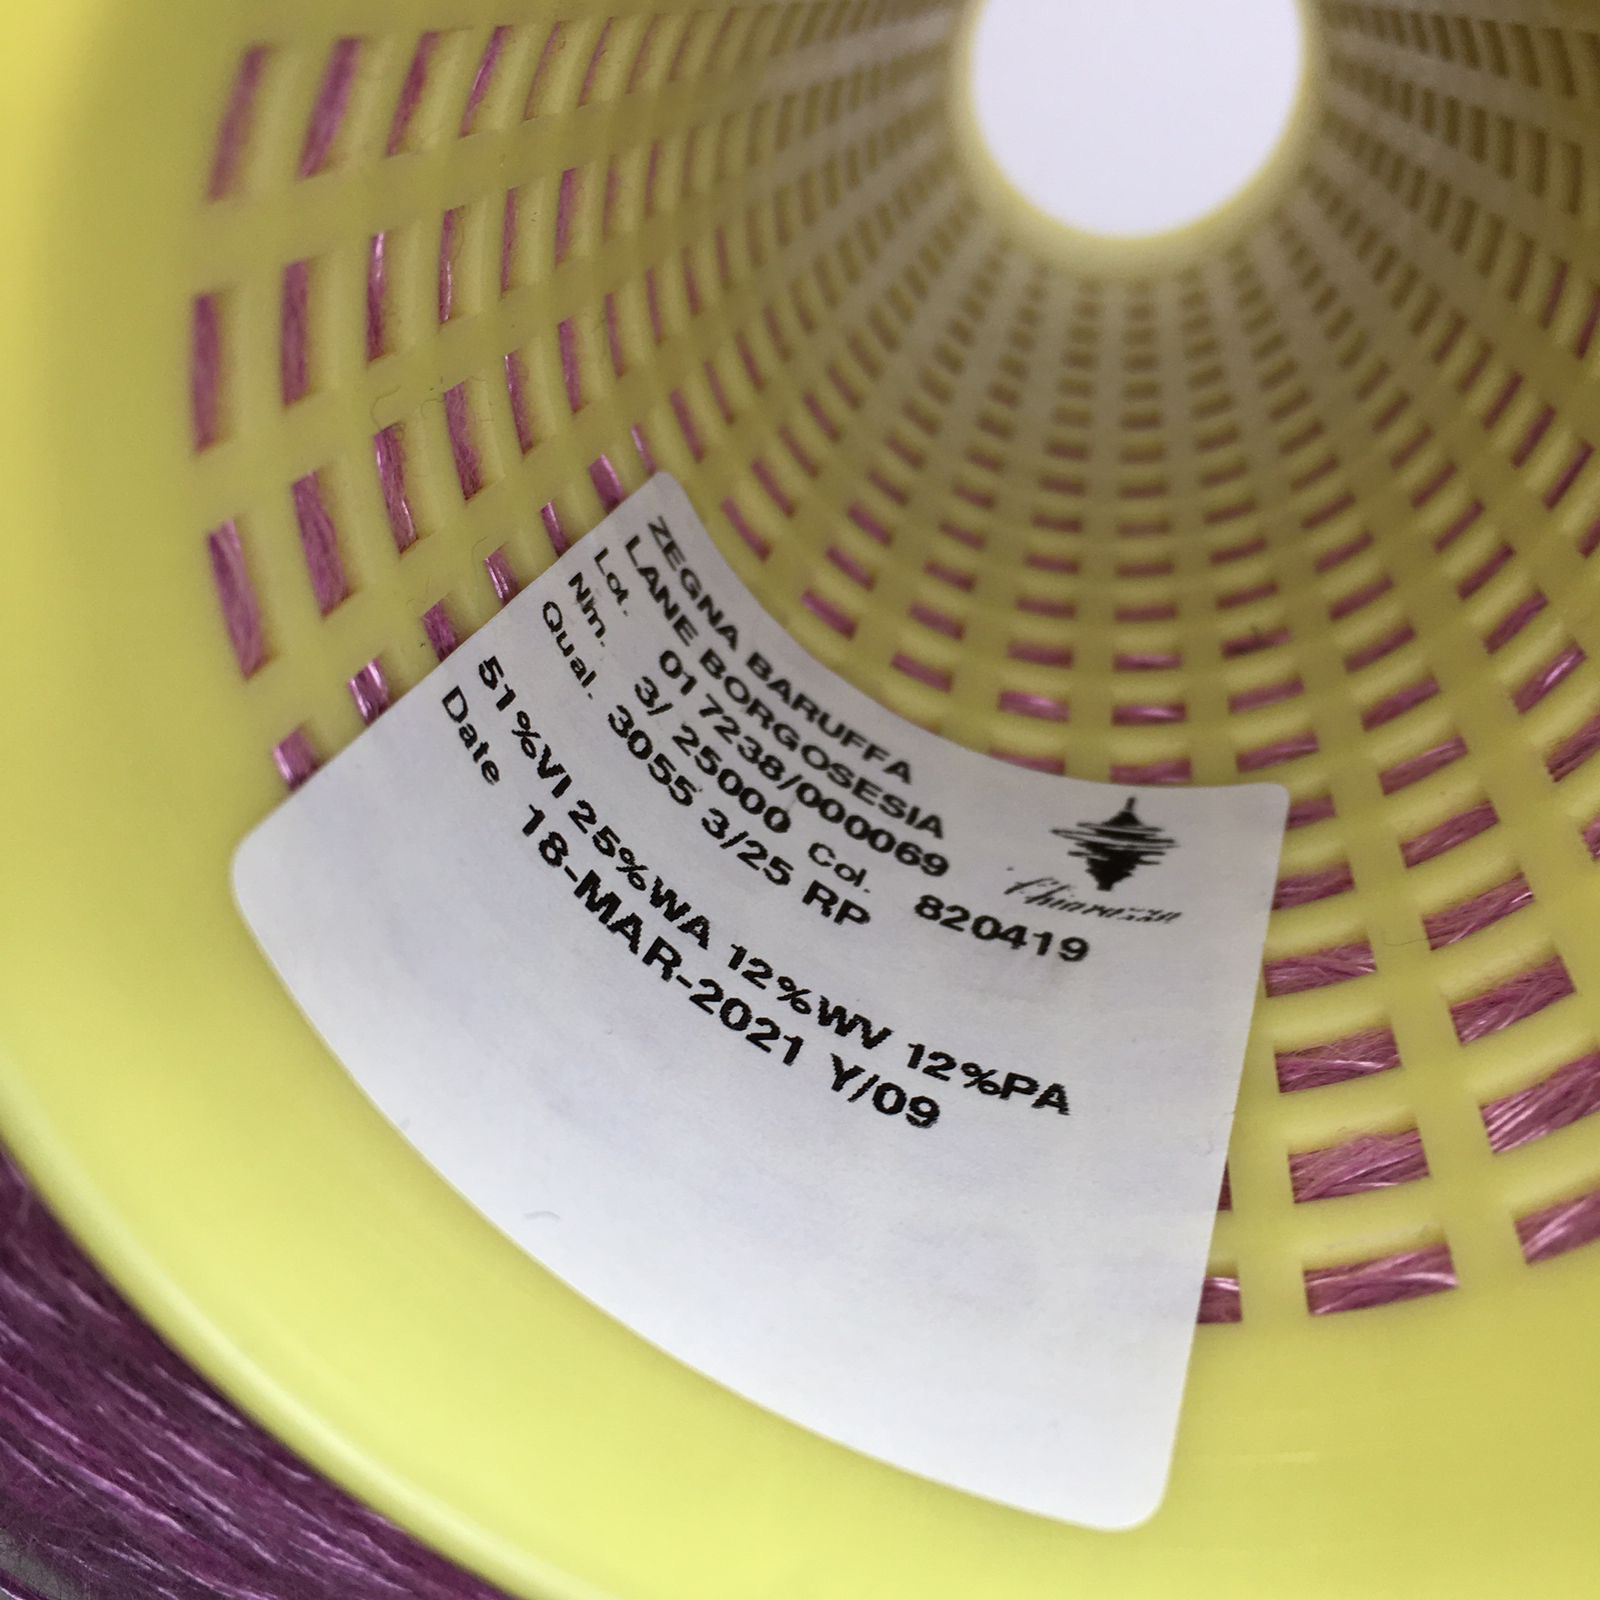 ZEGNA BARUFFA
LANE BORGOSESIA
Lot. 017238/000069
Nm. 3/ 25000 Col. 820419
Qual. 3055 3/25 RP
51%VI 25%WA 12%WV 12%PA
Date 18-MAR-2021 Y/09
Chiavazza